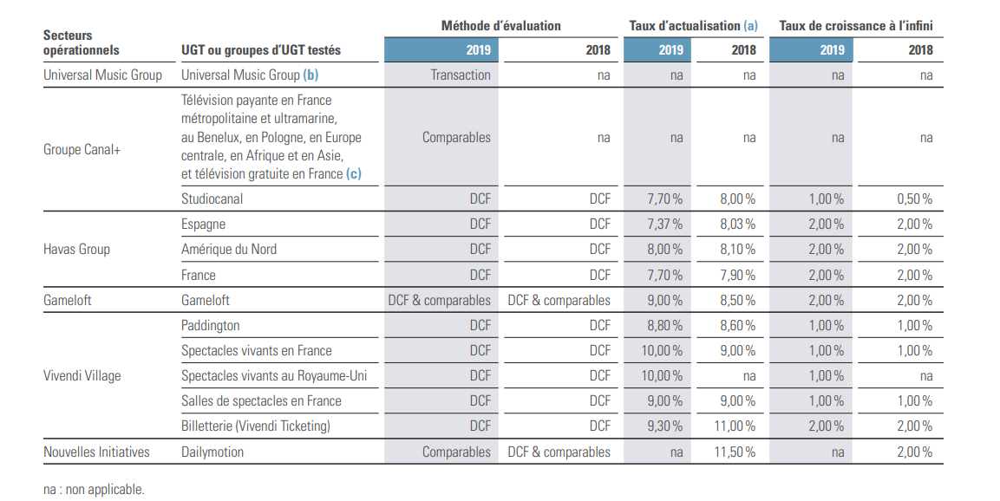 Méthode d’évaluation Taux d’actualisation (a) Taux de croissance à l’infini
Secteurs
opérationnels UGT ou groupes d’UGT testés 2019 2018 2019 2018 2019 2018
Universal Music Group Universal Music Group (b) Transaction na na na na na
Télévision payante en France
métropolitaine et ultramarine,
au Benelux, en Pologne, en Europe Comparables na na na na na
Groupe Canal+ centrale, en Afrique et en Asie,
et télévision gratuite en France (c)
Studiocanal DCF DCF 7,70 % 8,00 % 1,00 % 0,50 %
Espagne DCF DCF 7,37 % 8,03 % 2,00 % 2,00 %
Havas Group Amérique du Nord DCF DCF 8,00 % 8,10 % 2,00 % 2,00 %
France DCF DCF 7,70 % 7,90 % 2,00 % 2,00 %
Gameloft Gameloft DCF & comparables DCF & comparables 9,00 % 8,50 % 2,00 % 2,00 %
Paddington DCF DCF 8,80 % 8,60 % 1,00 % 1,00 %
Spectacles vivants en France DCF DCF 10,00 % 9,00 % 1,00 % 1,00 %
Vivendi Village Spectacles vivants au Royaume-Uni DCF DCF 10,00 % na 1,00 % na
Salles de spectacles en France DCF DCF 9,00 % 9,00 % 1,00 % 1,00 %
Billetterie (Vivendi Ticketing) DCF DCF 9,30 % 11,00 % 2,00 % 2,00 %
Nouvelles Initiatives Dailymotion Comparables DCF & comparables na 11,50 % na 2,00 %
na : non applicable.